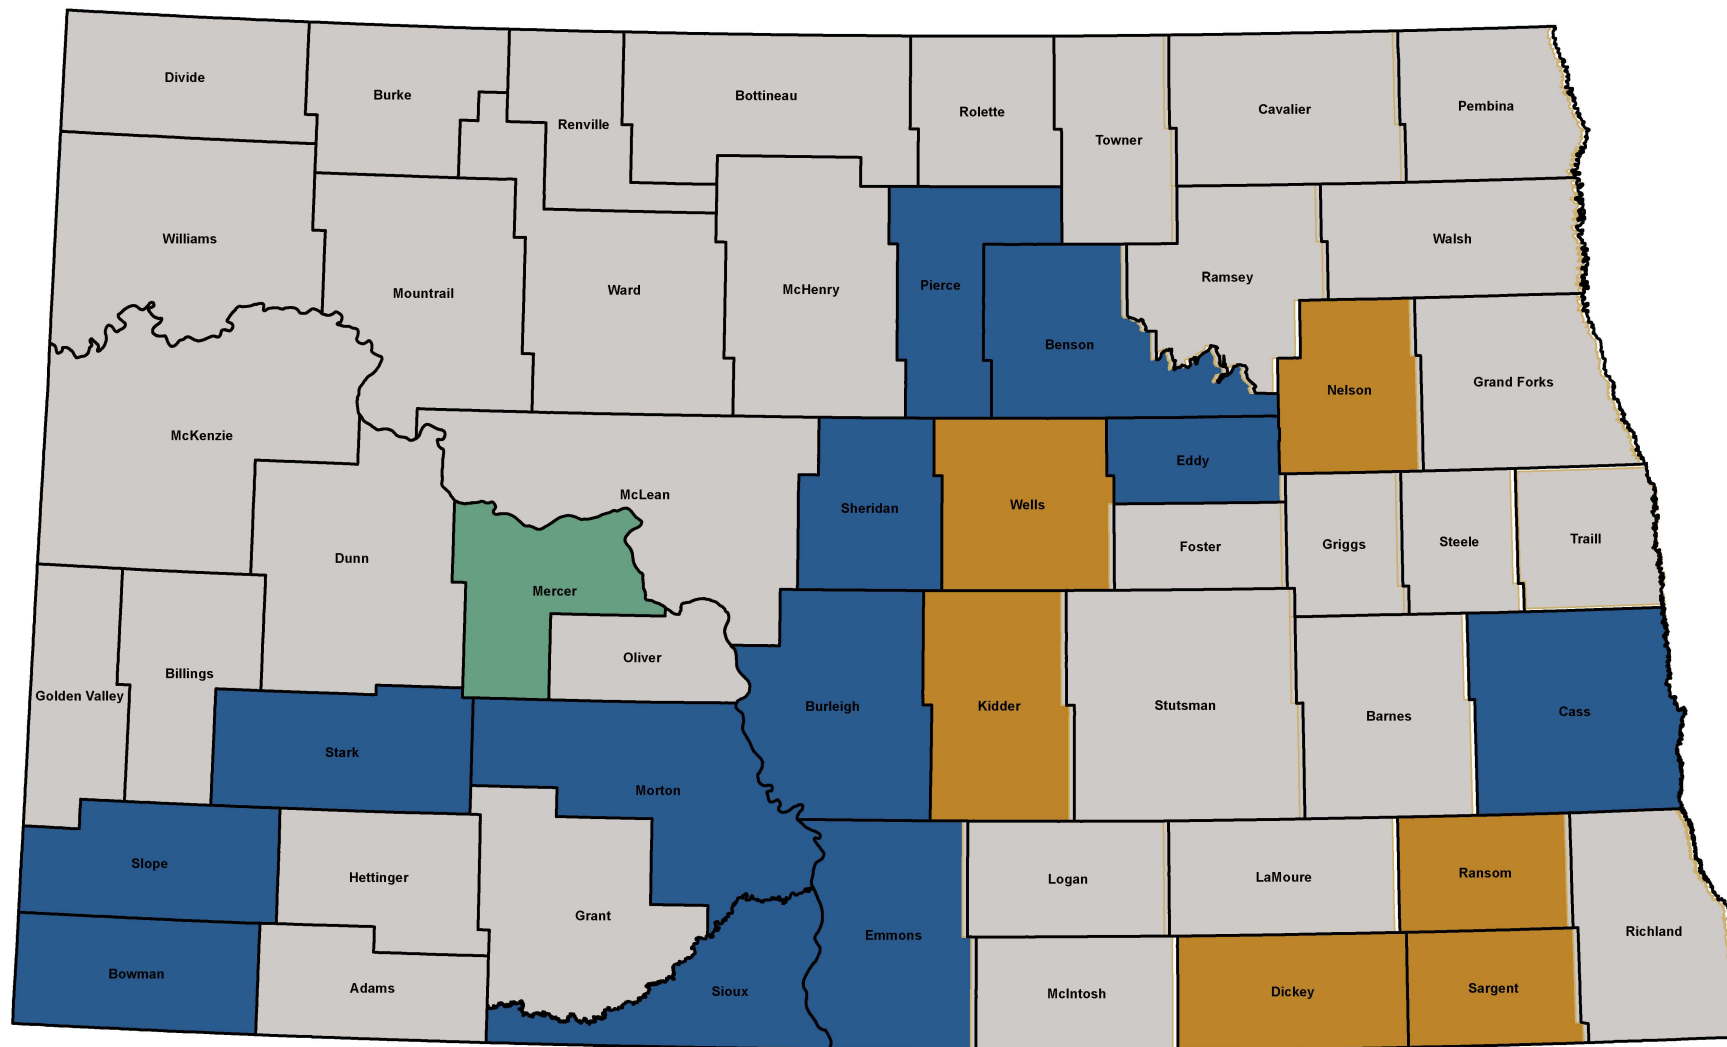 Divide
Burke
Renville
Bottineau
Rolette
Towner
Cavalier
Pembina
Williams
Mountrail
Ward
McHenry
Pierce
Benson
Ramsey
Walsh
McKenzie
Nelson
Grand Forks
Dunn
McLean
Sheridan
Wells
Eddy
Foster
Griggs
Steele
Traill
Mercer
Oliver
Golden Valley
Billings
Burleigh
Kidder
Stutsman
Barnes
Cass
Stark
Morton
Slope
Hettinger
Grant
Emmons
Logan
LaMoure
Ransom
Richland
Bowman
Adams
Sioux
McIntosh
Dickey
Sargent